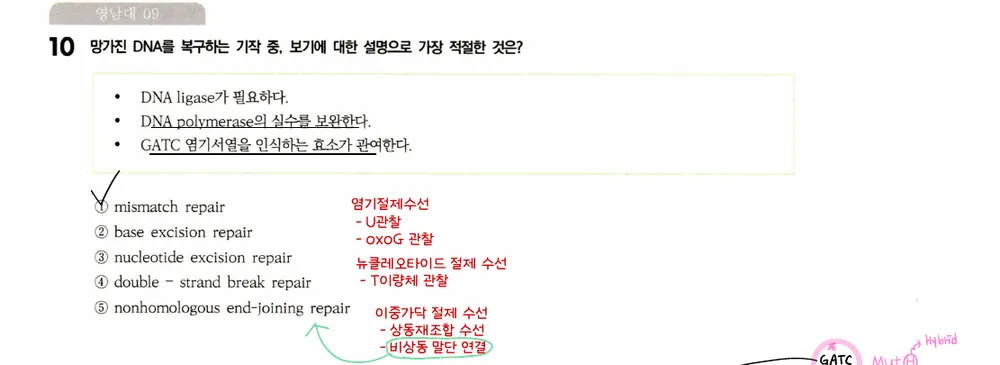 영남대 09
10 망가진 DNA를 복구하는 기작 중, 보기에 대한 설명으로 가장 적절한 것은?
• DNA ligase가 필요하다.
• DNA polymerase의 실수를 보완한다.
• GATC 염기서열을 인식하는 효소가 관여한다.
① mismatch repair
② base excision repair
③ nucleotide excision repair
④ double - strand break repair
⑤ nonhomologous end-joining repair
염기절제수선
- U관찰
- oxoG 관찰
뉴클레오타이드 절제 수선
- T이량체 관찰
이중가닥 절제 수선
- 상동재조합 수선
- 비상동 말단 연결
GATC
MutH
Hybrid